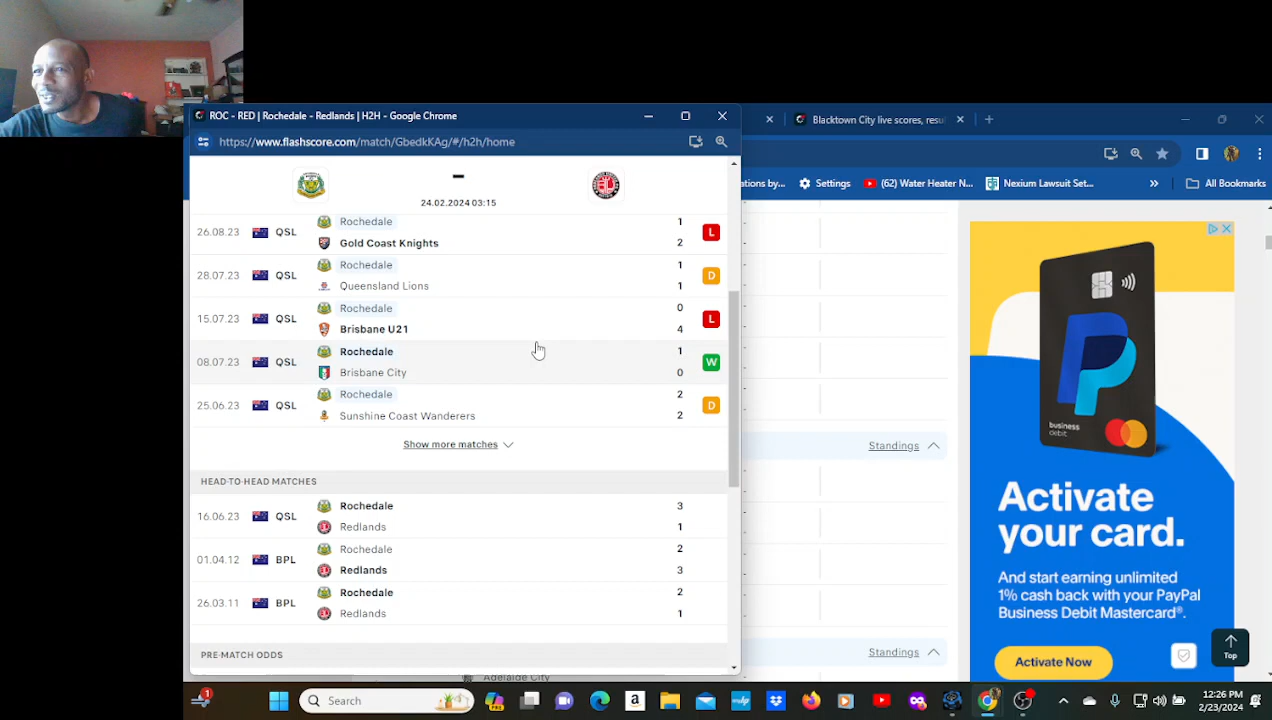 ROC - RED | Rochedale - Redlands | H2H - Google Chrome
Blacktown City live scores, resu
https://www.flashscore.com/match/GbedkKAg/#/h2h/home
ations by...
Settings
(62) Water Heater N...
Nexium Lawsuit Set...
All Bookmarks
-
24.02.2024 03:15
26.08.23 QSL Rochedale 1 L
Gold Coast Knights 2
28.07.23 QSL Rochedale 1 D
Queensland Lions 1
15.07.23 QSL Rochedale 0 L
Brisbane U21 4
08.07.23 QSL Rochedale 1 W
Brisbane City 0
25.06.23 QSL Rochedale 2 D
Sunshine Coast Wanderers 2
Show more matches
HEAD-TO-HEAD MATCHES
16.06.23 QSL Rochedale 3
Redlands 1
01.04.12 BPL Rochedale 2
Redlands 3
26.03.11 BPL Rochedale 2
Redlands 1
PRE-MATCH ODDS
Adelaide City
Standings
Standings
business
debit
Activate
your card.
And start earning unlimited
1% cash back with your PayPal
Business Debit Mastercard®.
Activate Now
Top
1
Search
PRE
a
12:26 PM
2/23/2024